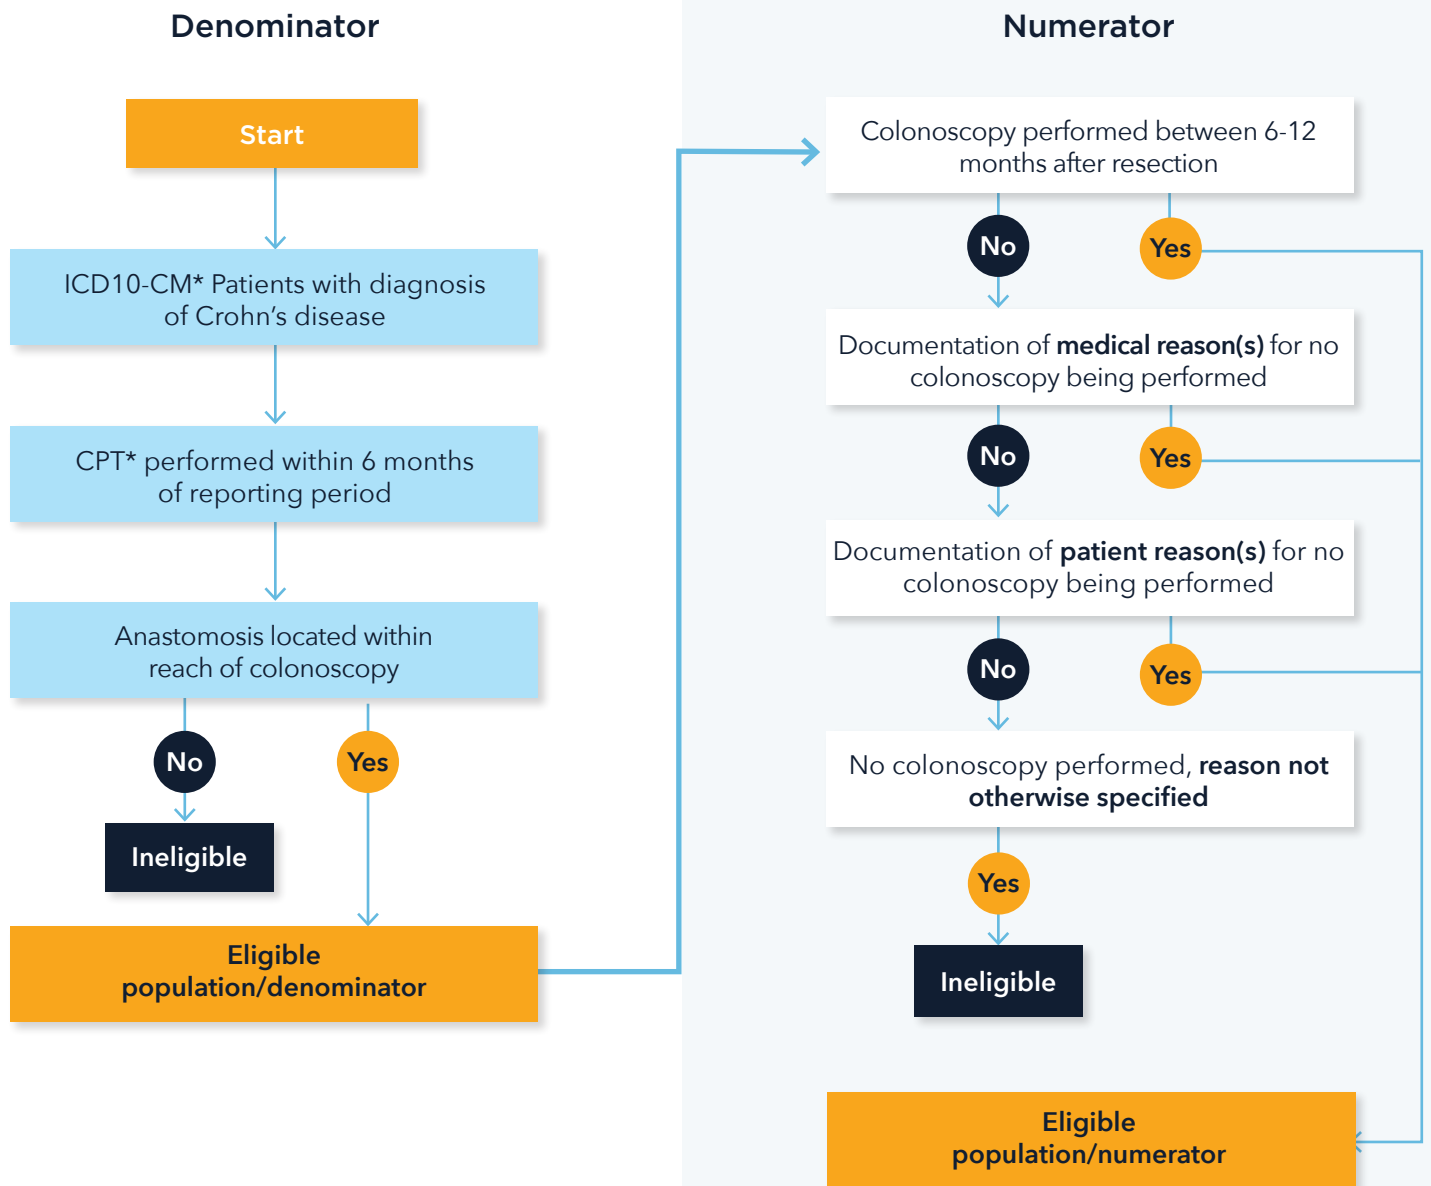 Denominator
Start
ICD10-CM* Patients with diagnosis
of Crohn’s disease
CPT* performed within 6 months
of reporting period
Anastomosis located within
reach of colonoscopy
No
Yes
Ineligible
Eligible
population/denominator
Numerator
Colonoscopy performed between 6-12
months after resection
No
Yes
Documentation of medical reason(s) for no
colonoscopy being performed
No
Yes
Documentation of patient reason(s) for no
colonoscopy being performed
No
Yes
No colonoscopy performed, reason not
otherwise specified
Yes
Ineligible
Eligible
population/numerator